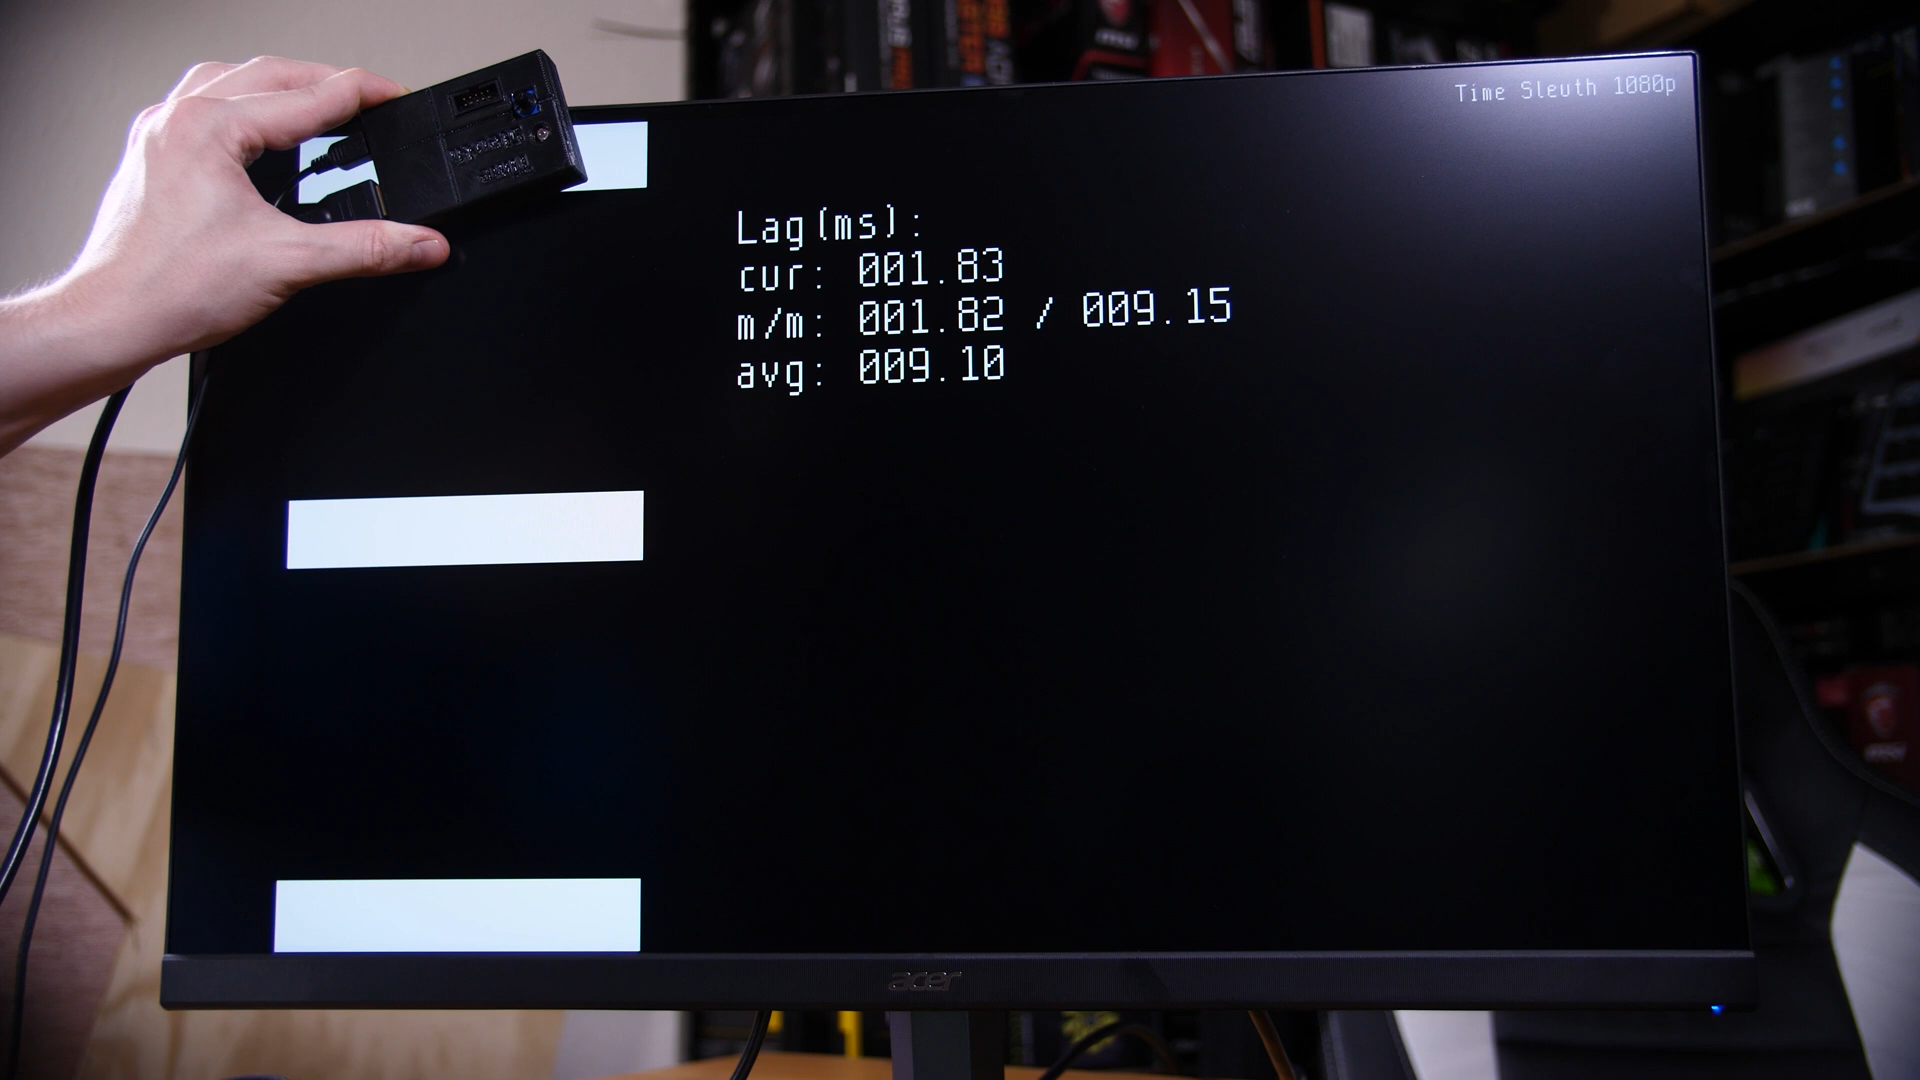 Time Sleuth 1080p
Lag(ms):
cur: 001.83
m/m: 001.82 / 009.15
avg: 009.10
acer